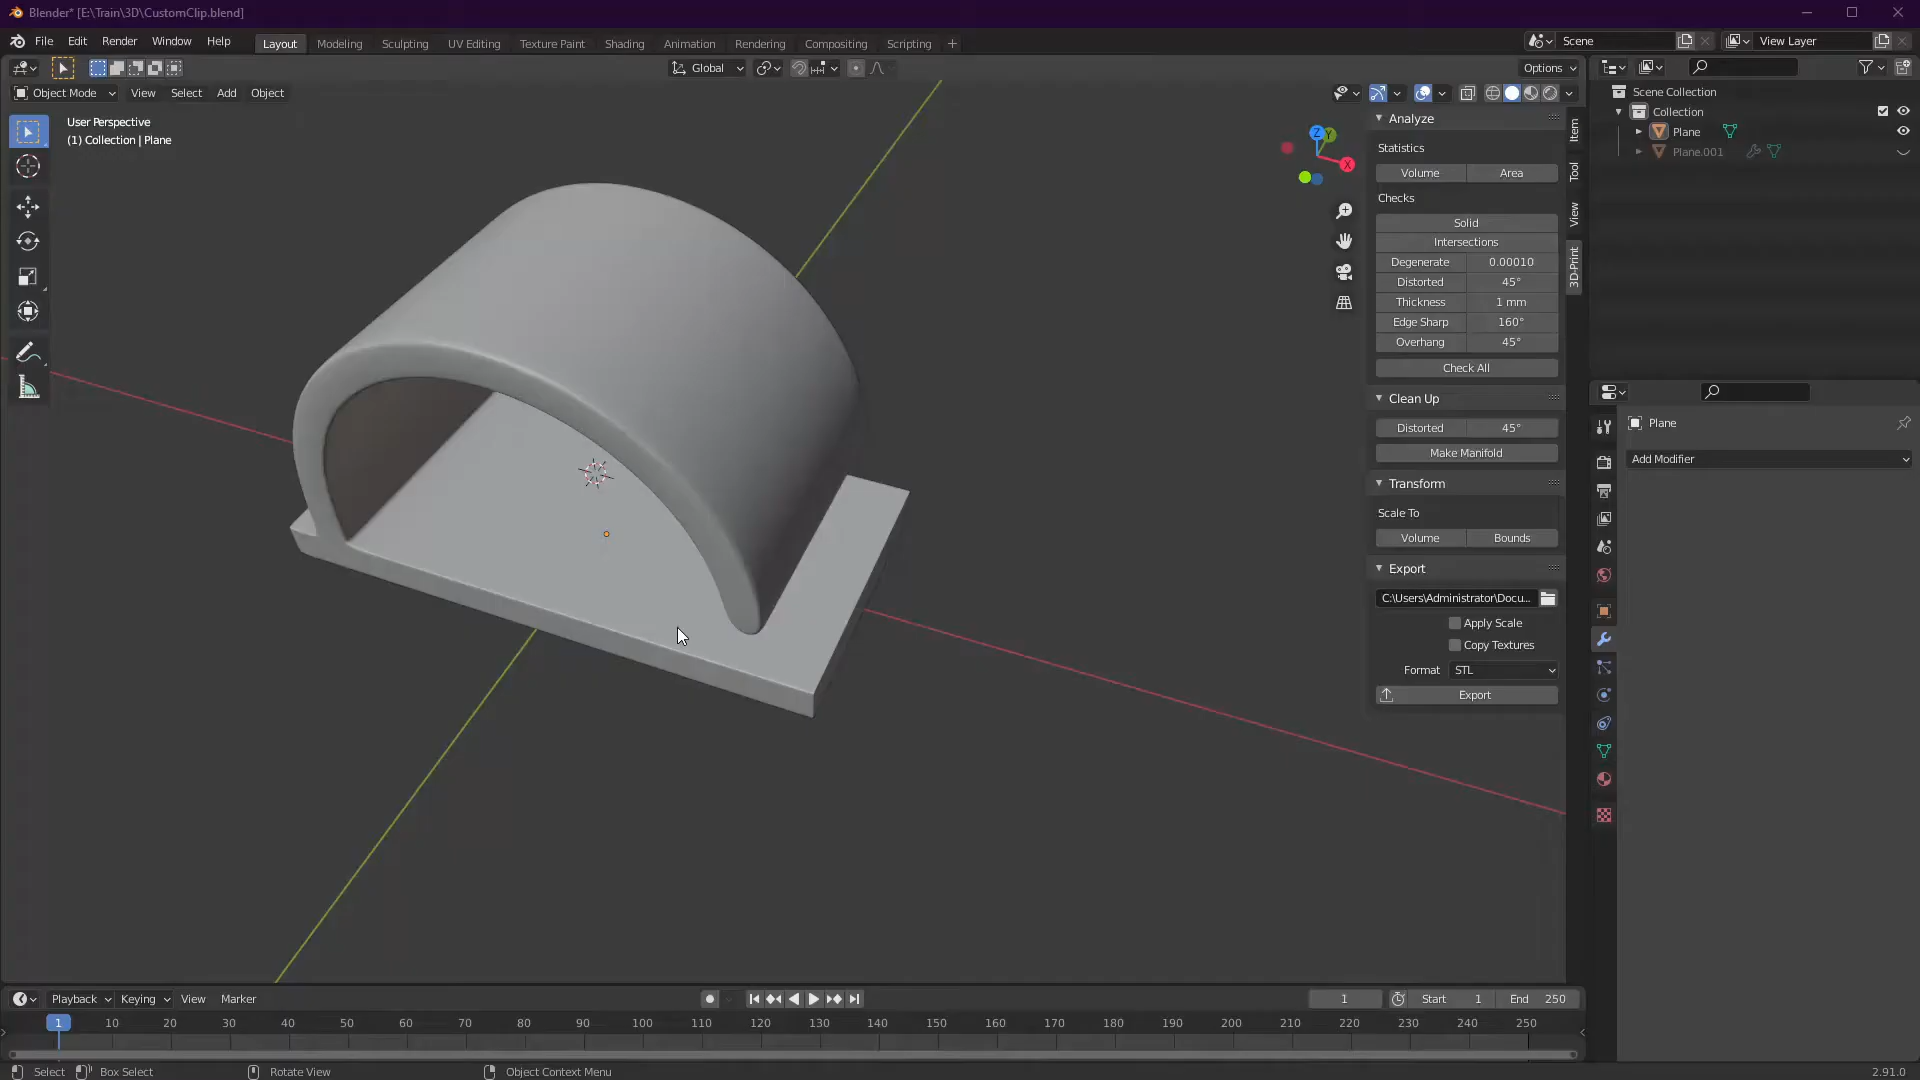 Blender* [E:\Train\3D\CustomClip.blend]
File Edit Render Window Help Layout Modeling Sculpting UV Editing Texture Paint Shading Animation Rendering Compositing Scripting Scene View Layer
Global Options
Object Mode View Select Add Object
User Perspective
(1) Collection | Plane
Z
Y
X
Analyze
Statistics
Volume Area
Checks
Solid
Intersections
Degenerate 0.00010
Distorted 45°
Thickness 1 mm
Edge Sharp 160°
Overhang 45°
Check All
Clean Up
Distorted 45°
Make Manifold
Transform
Scale To
Volume Bounds
Export
C:\Users\Administrator\Docu...
Apply Scale
Copy Textures
Format STL
Export
Item
Tool
View
3D-Print
Scene Collection
Collection
Plane
Plane.001
Plane
Add Modifier
Playback Keying View Marker 1 Start 1 End 250
1 10 20 30 40 50 60 70 80 90 100 110 120 130 140 150 160 170 180 190 200 210 220 230 240 250
Select Box Select Rotate View Object Context Menu 2.91.0